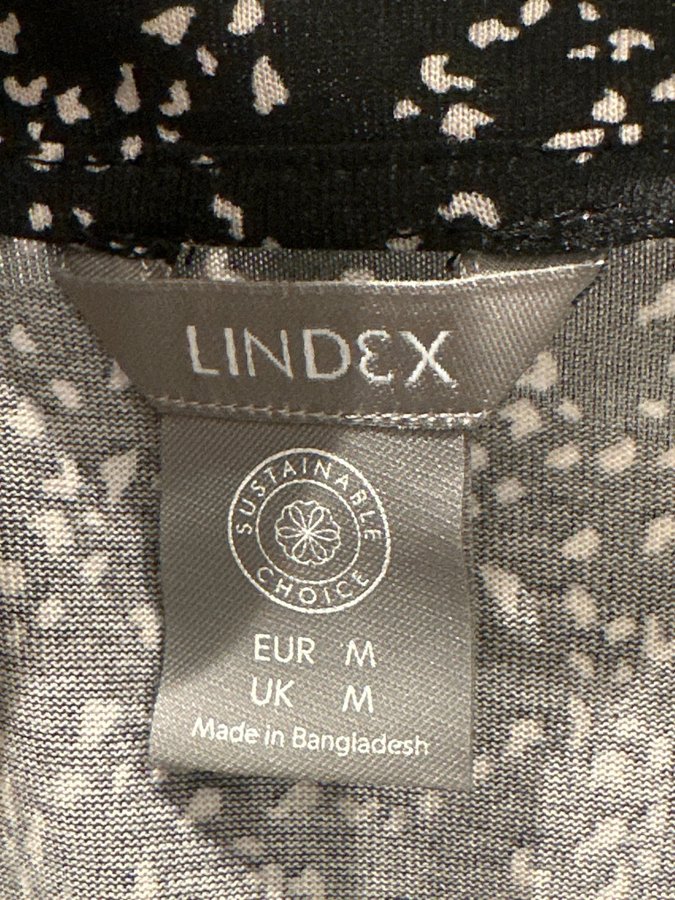 LINDEX
SUSTAINABLE
CHOICE
EUR M
UK M
Made in Bangladesh